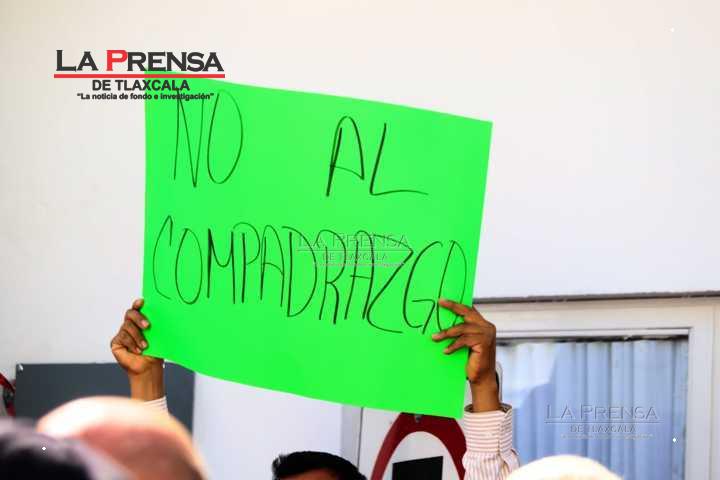 LA PRENSA
DE TLAXCALA
"La noticia de fondo e investigación"
NO AL
COMPADRAZGO
LA PRENSA
DE TLAXCALA
LA PRENSA
DE TLAXCALA